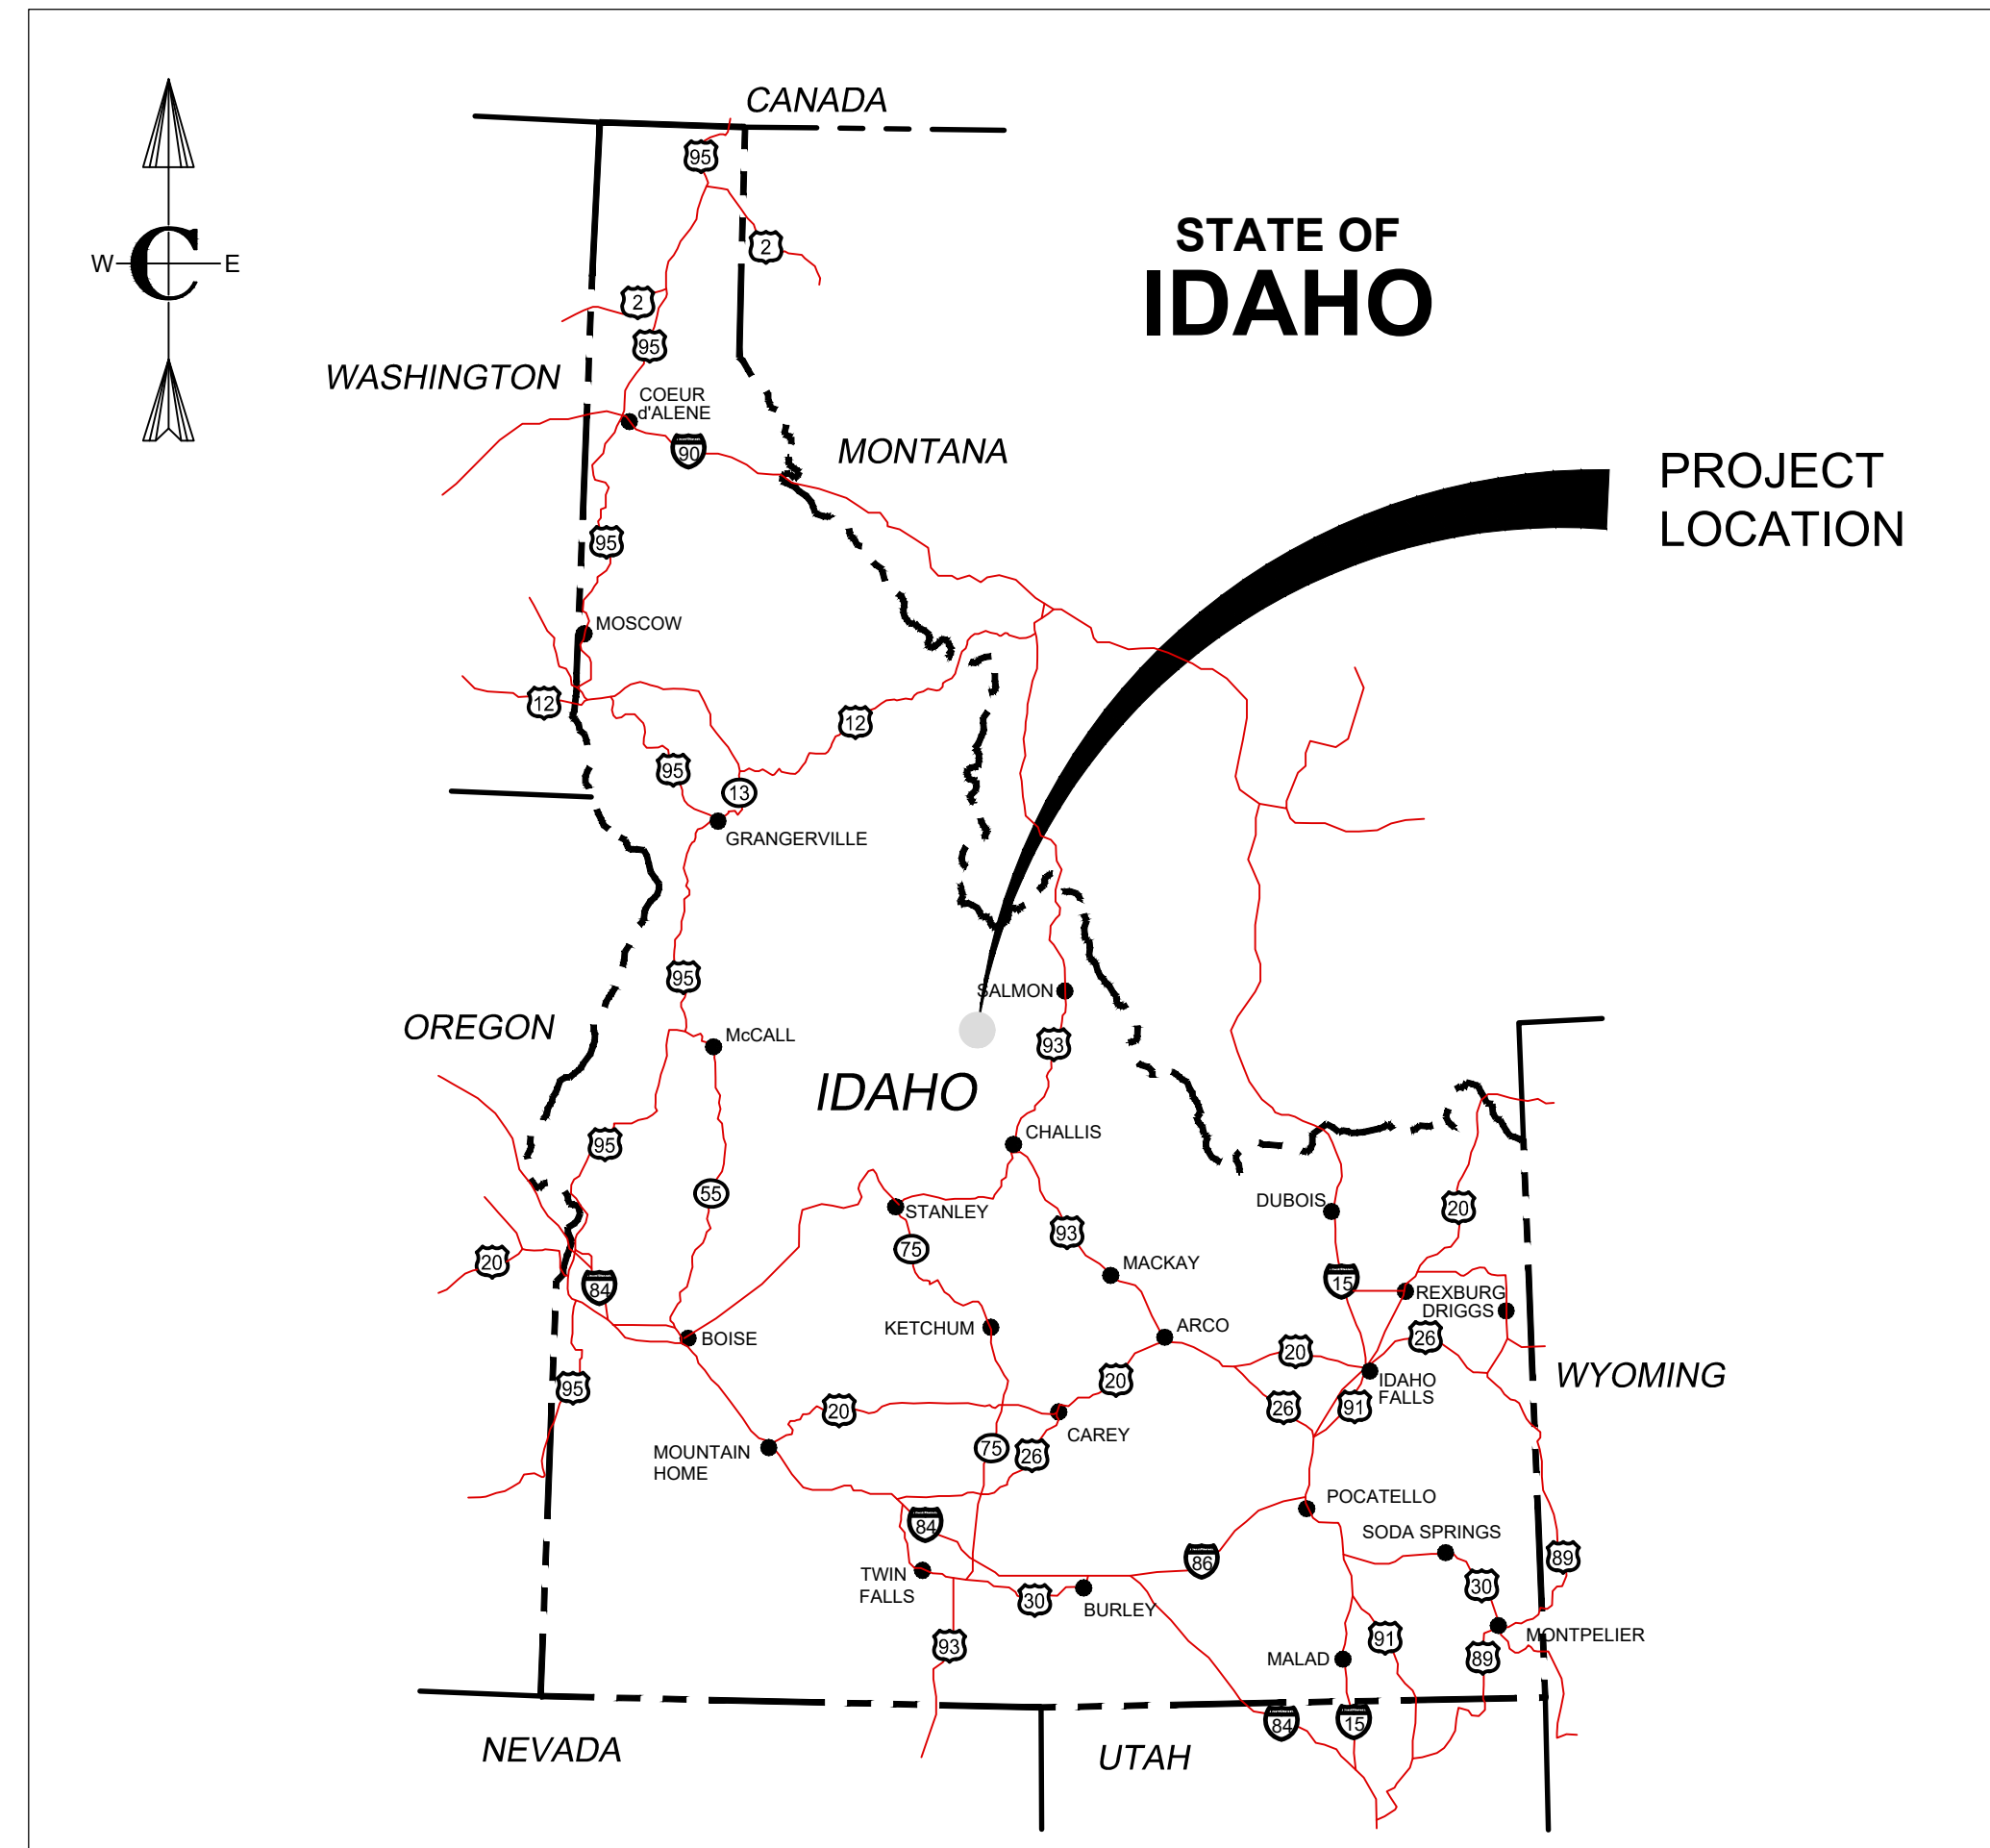 CANADA
95
2
STATE OF
IDAHO
W
C
E
2
95
WASHINGTON
COEUR
d'ALENE
90
MONTANA
PROJECT
LOCATION
95
MOSCOW
12
12
95
13
GRANGERVILLE
95
SALMON
OREGON
McCALL
93
IDAHO
95
CHALLIS
55
STANLEY
DUBOIS
20
75
93
20
MACKAY
84
15
REXBURG
DRIGGS
BOISE
KETCHUM
ARCO
20
26
95
20
IDAHO
FALLS
WYOMING
20
26
91
CAREY
MOUNTAIN
HOME
75
26
POCATELLO
84
SODA SPRINGS
86
89
TWIN
FALLS
30
BURLEY
30
93
91
MONTPELIER
MALAD
89
84
15
NEVADA
UTAH